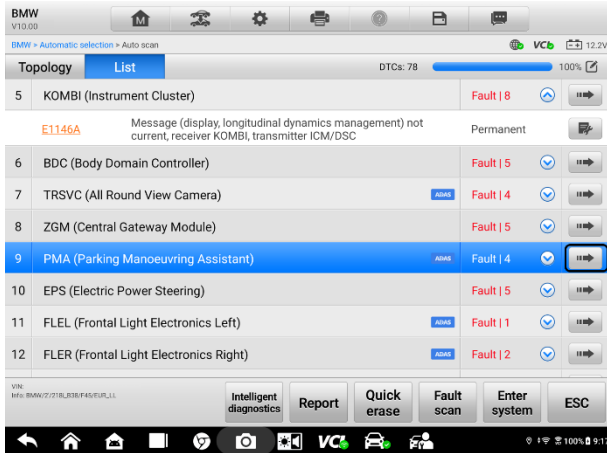 BMW
V10.00
BMW > Automatic selection > Auto scan
VCI
12.2V
Topology
List
DTCs: 78
100%
5 KOMBI (Instrument Cluster) Fault | 8
E1146A Message (display, longitudinal dynamics management) not current, receiver KOMBI, transmitter ICM/DSC Permanent
6 BDC (Body Domain Controller) Fault | 5
7 TRSVC (All Round View Camera) ADAS Fault | 4
8 ZGM (Central Gateway Module) Fault | 5
9 PMA (Parking Manoeuvring Assistant) ADAS Fault | 4
10 EPS (Electric Power Steering) Fault | 5
11 FLEL (Frontal Light Electronics Left) ADAS Fault | 1
12 FLER (Frontal Light Electronics Right) ADAS Fault | 2
VIN:
Info: BMW/2'/218i_B38/F45/EUR_LL
Intelligent diagnostics
Report
Quick erase
Fault scan
Enter system
ESC
VCI
100% 9:17